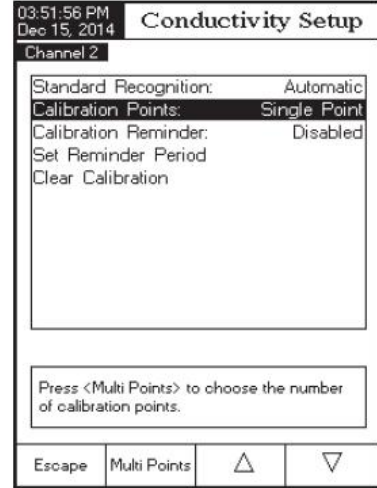 03:51:56 PM
Dec 15, 2014
Conductivity Setup
Channel 2
Standard Recognition: Automatic
Calibration Points: Single Point
Calibration Reminder: Disabled
Set Reminder Period
Clear Calibration
Press <Multi Points> to choose the number
of calibration points.
Escape Multi Points △ ▽